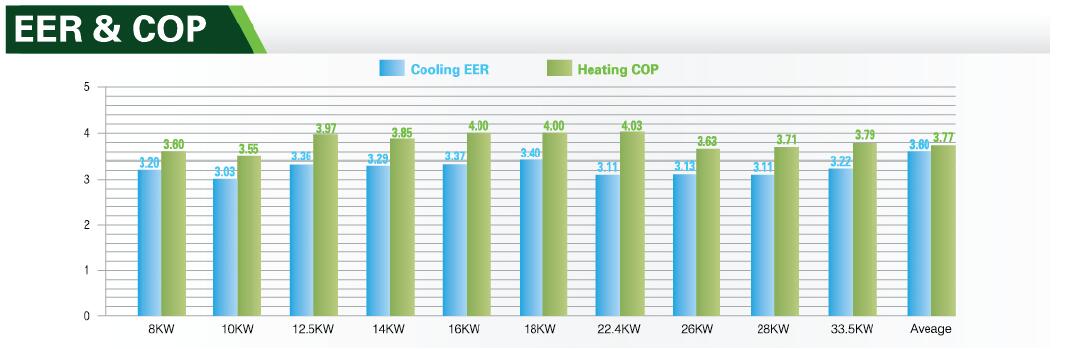 EER & COP
Cooling EER Heating COP
5
4
3
2
1
0
3.20 3.60 3.03 3.55 3.36 3.97 3.29 3.85 3.37 4.00 3.40 4.00 3.11 4.03 3.13 3.63 3.11 3.71 3.22 3.79 3.60 3.77
8KW 10KW 12.5KW 14KW 16KW 18KW 22.4KW 26KW 28KW 33.5KW Aveage